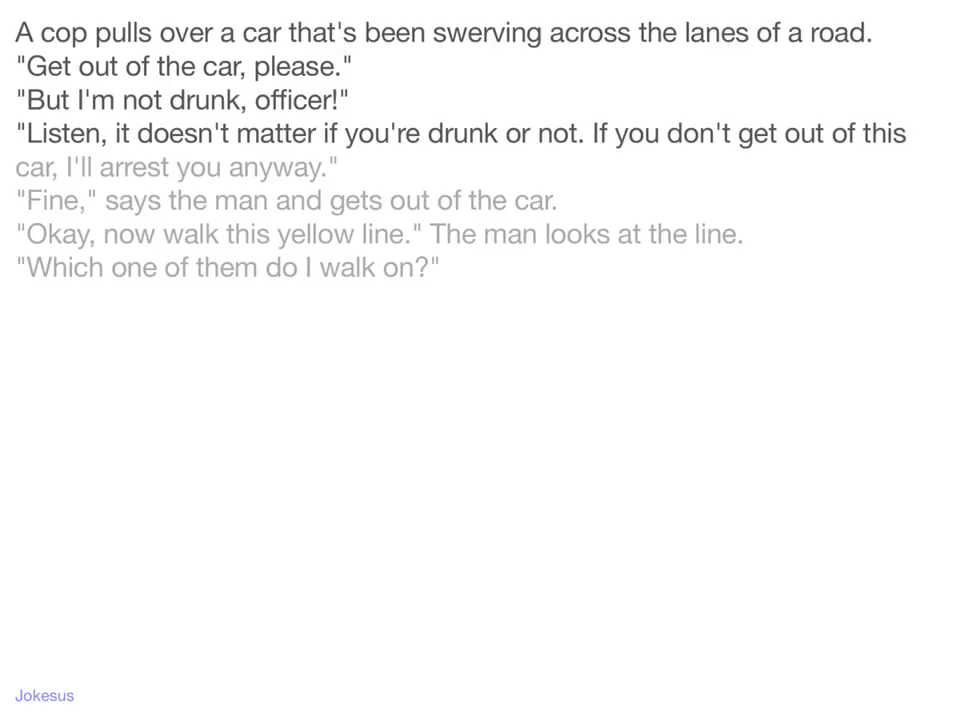 A cop pulls over a car that's been swerving across the lanes of a road.
"Get out of the car, please."
"But I'm not drunk, officer!"
"Listen, it doesn't matter if you're drunk or not. If you don't get out of this
car, I'll arrest you anyway."
"Fine," says the man and gets out of the car.
"Okay, now walk this yellow line." The man looks at the line.
"Which one of them do I walk on?"
Jokesus